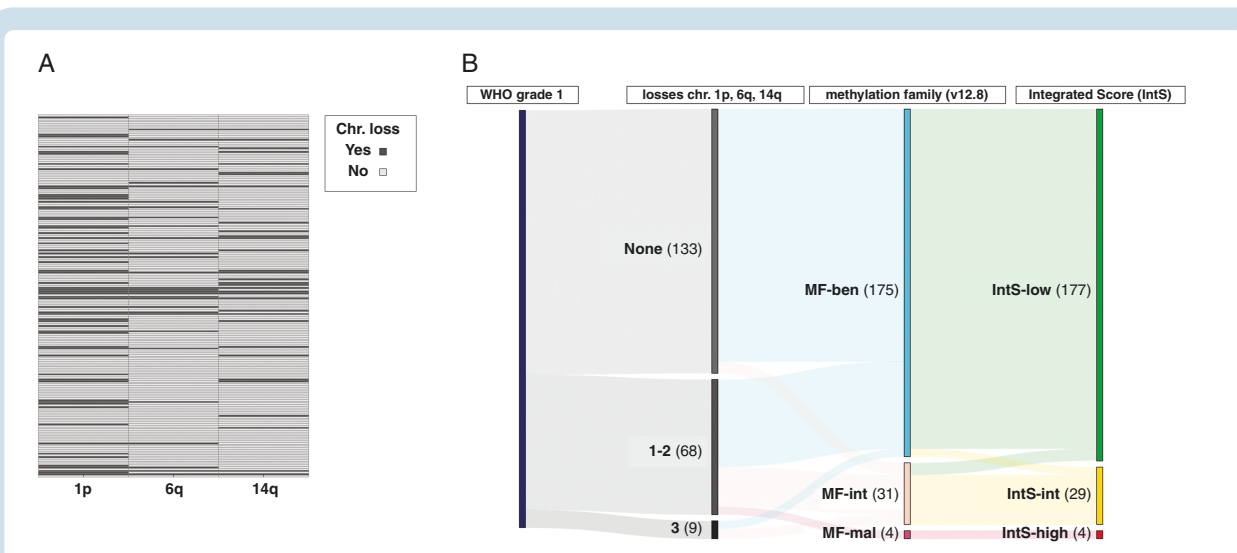 A
Chr. loss
Yes
No
1p 6q 14q
B
WHO grade 1
losses chr. 1p, 6q, 14q
methylation family (v12.8)
Integrated Score (IntS)
None (133)
MF-ben (175)
IntS-low (177)
1-2 (68)
MF-int (31)
IntS-int (29)
3 (9)
MF-mal (4)
IntS-high (4)